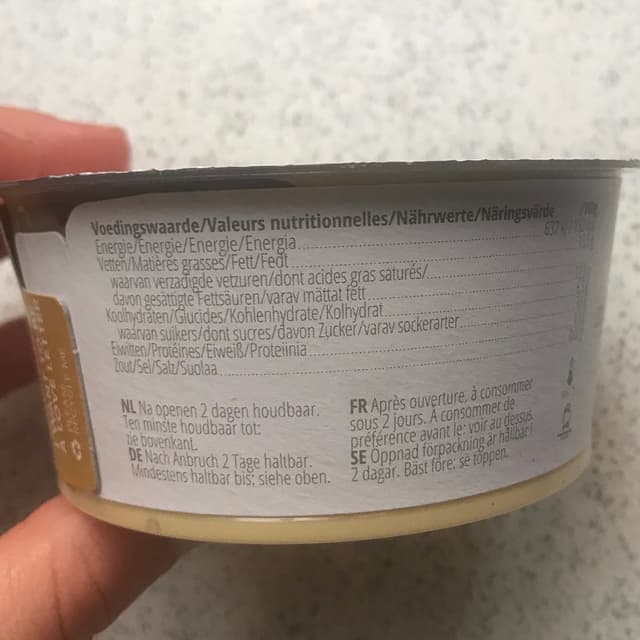 Voedingswaarde/Valeurs nutritionnelles/Nährwerte/Näringsvärde
Energie/Energie/Energie/Energia
637 kJ
Vetten/Matières grasses/Fett/Fedt
waarvan verzadigde vetzuren/dont acides gras saturés/
davon gesättigte Fettsäuren/varav mättat fett
Koolhydraten/Glucides/Kohlenhydrate/Kolhydrat
waarvan suikers/dont sucres/davon Zucker/varav sockerarter
Eiwitten/Protéines/Eiweiß/Proteiinia
Zout/Sel/Salz/Suolaa
NL Na openen 2 dagen houdbaar.
Ten minste houdbaar tot:
zie bovenkant.
DE Nach Anbruch 2 Tage haltbar.
Mindestens haltbar bis: siehe oben.
FR Après ouverture, à consommer
sous 2 jours. À consommer de
préférence avant le: voir au dessus.
SE Öppnad förpackning är hållbar i
2 dagar. Bäst före: se toppen.